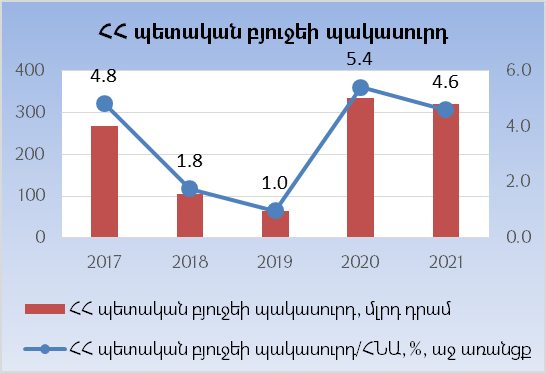 ՀՀ պետական բյուջեի պակասուրդ
400 300 200 100 0
6.0 4.0 2.0 0.0
4.8 1.8 1.0 5.4 4.6
2017 2018 2019 2020 2021
ՀՀ պետական բյուջեի պակասուրդ, մլրդ դրամ
ՀՀ պետական բյուջեի պակասուրդ/ՀՆԱ, %, աջ առանցք